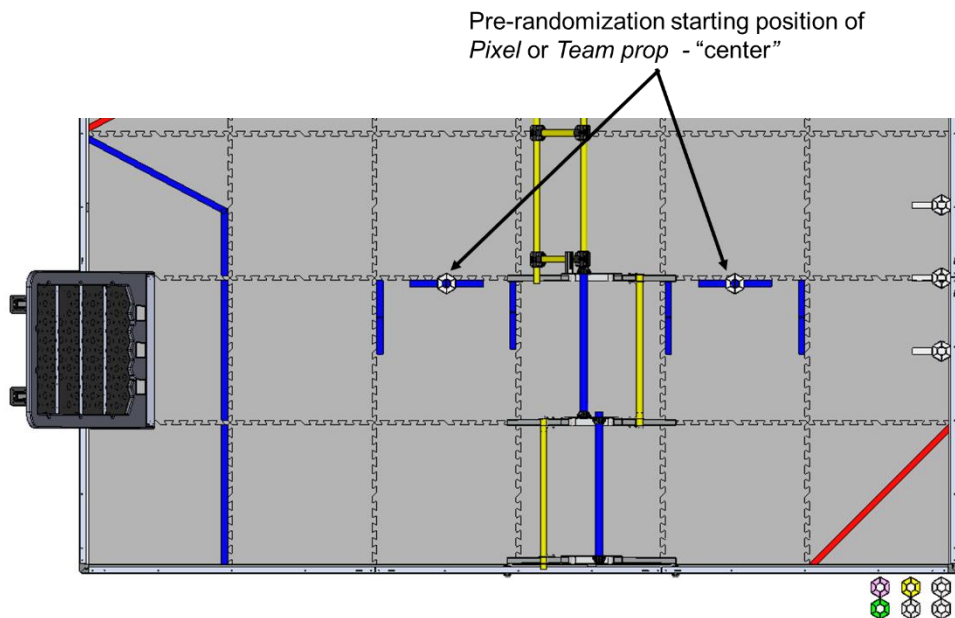 Pre-randomization starting position of
Pixel or Team prop - “center”